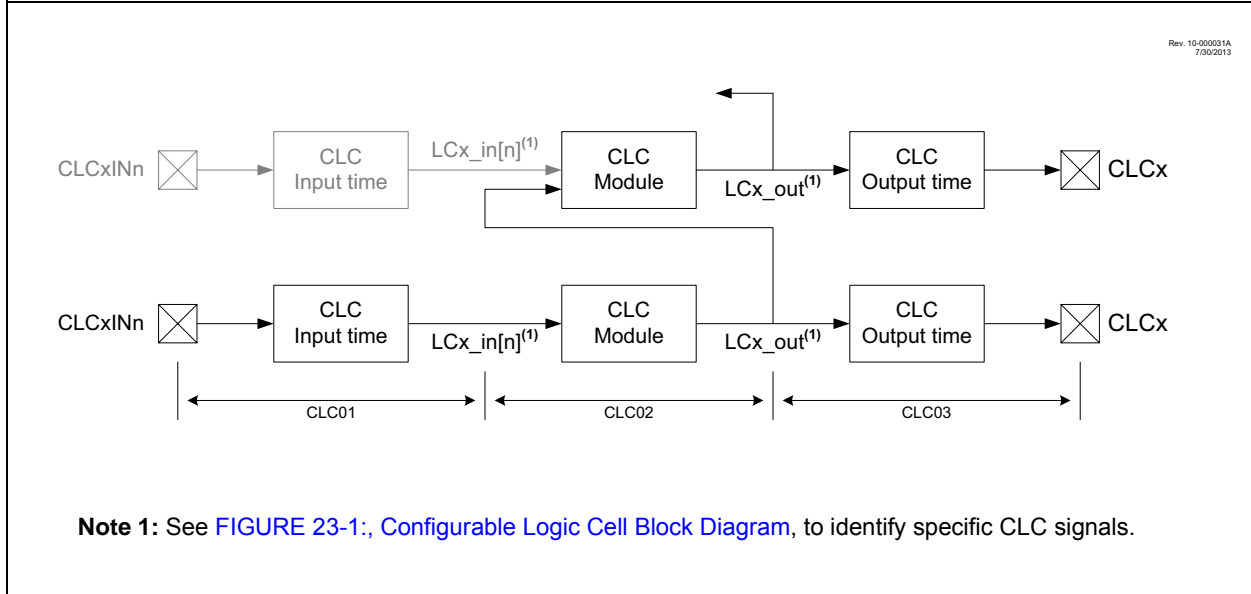 Rev. 10-000031A
7/30/2013
CLCxINn
CLC
Input time
LCx_in[n](1)
CLC
Module
LCx_out(1)
CLC
Output time
CLCx
CLCxINn
CLC
Input time
LCx_in[n](1)
CLC
Module
LCx_out(1)
CLC
Output time
CLCx
CLC01
CLC02
CLC03
Note 1: See FIGURE 23-1:, Configurable Logic Cell Block Diagram, to identify specific CLC signals.